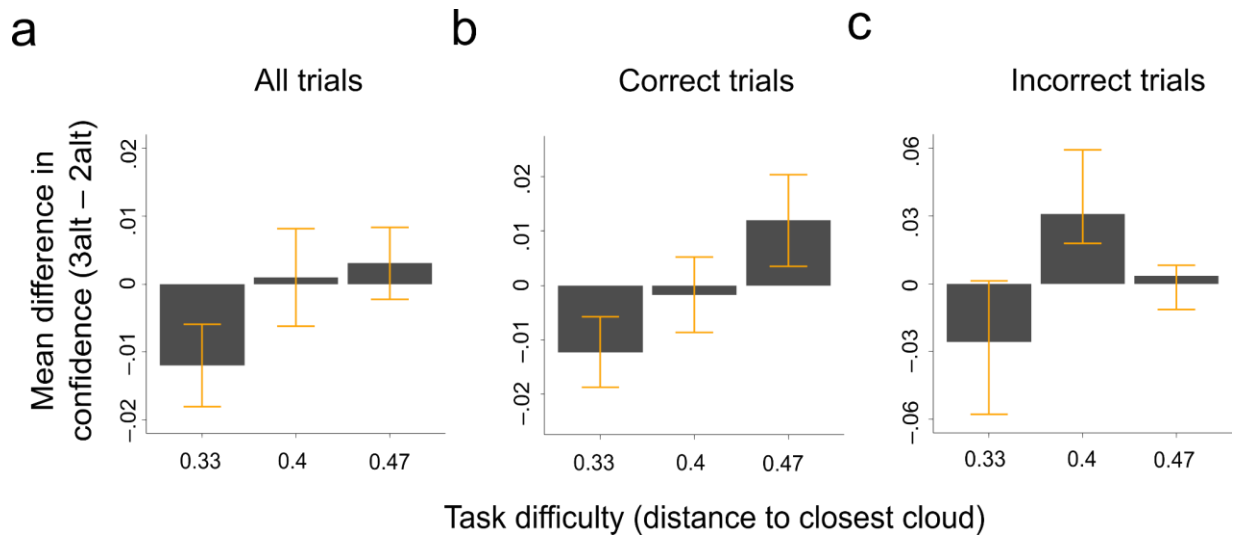 a
All trials
Mean difference in
confidence (3alt – 2alt)
.02
.01
0
–.01
–.02
0.33 0.4 0.47
b
Correct trials
.02
.01
0
–.01
–.02
0.33 0.4 0.47
c
Incorrect trials
.06
.03
0
–.03
–.06
0.33 0.4 0.47
Task difficulty (distance to closest cloud)